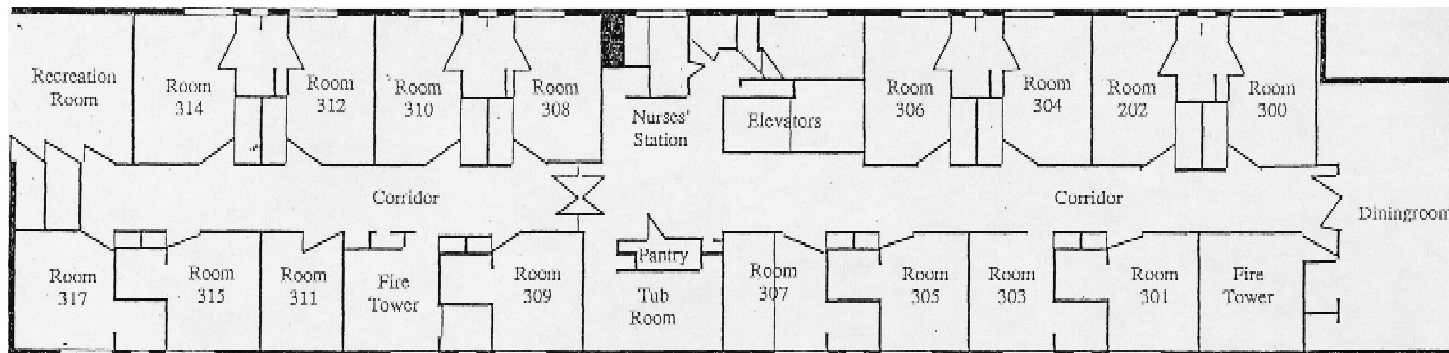 Recreation
Room
Room
314
Room
312
Room
310
Room
308
Nurses'
Station
Elevators
Room
306
Room
304
Room
202
Room
300
Corridor
Corridor
Diningroom
Room
317
Room
315
Room
311
Fire
Tower
Room
309
Pantry
Tub
Room
Room
307
Room
305
Room
303
Room
301
Fire
Tower